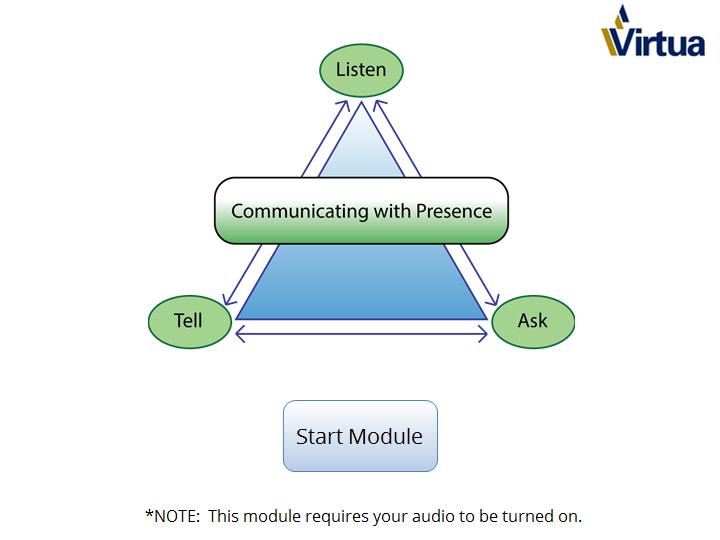 Virtua
Listen
Communicating with Presence
Tell
Ask
Start Module
*NOTE:  This module requires your audio to be turned on.